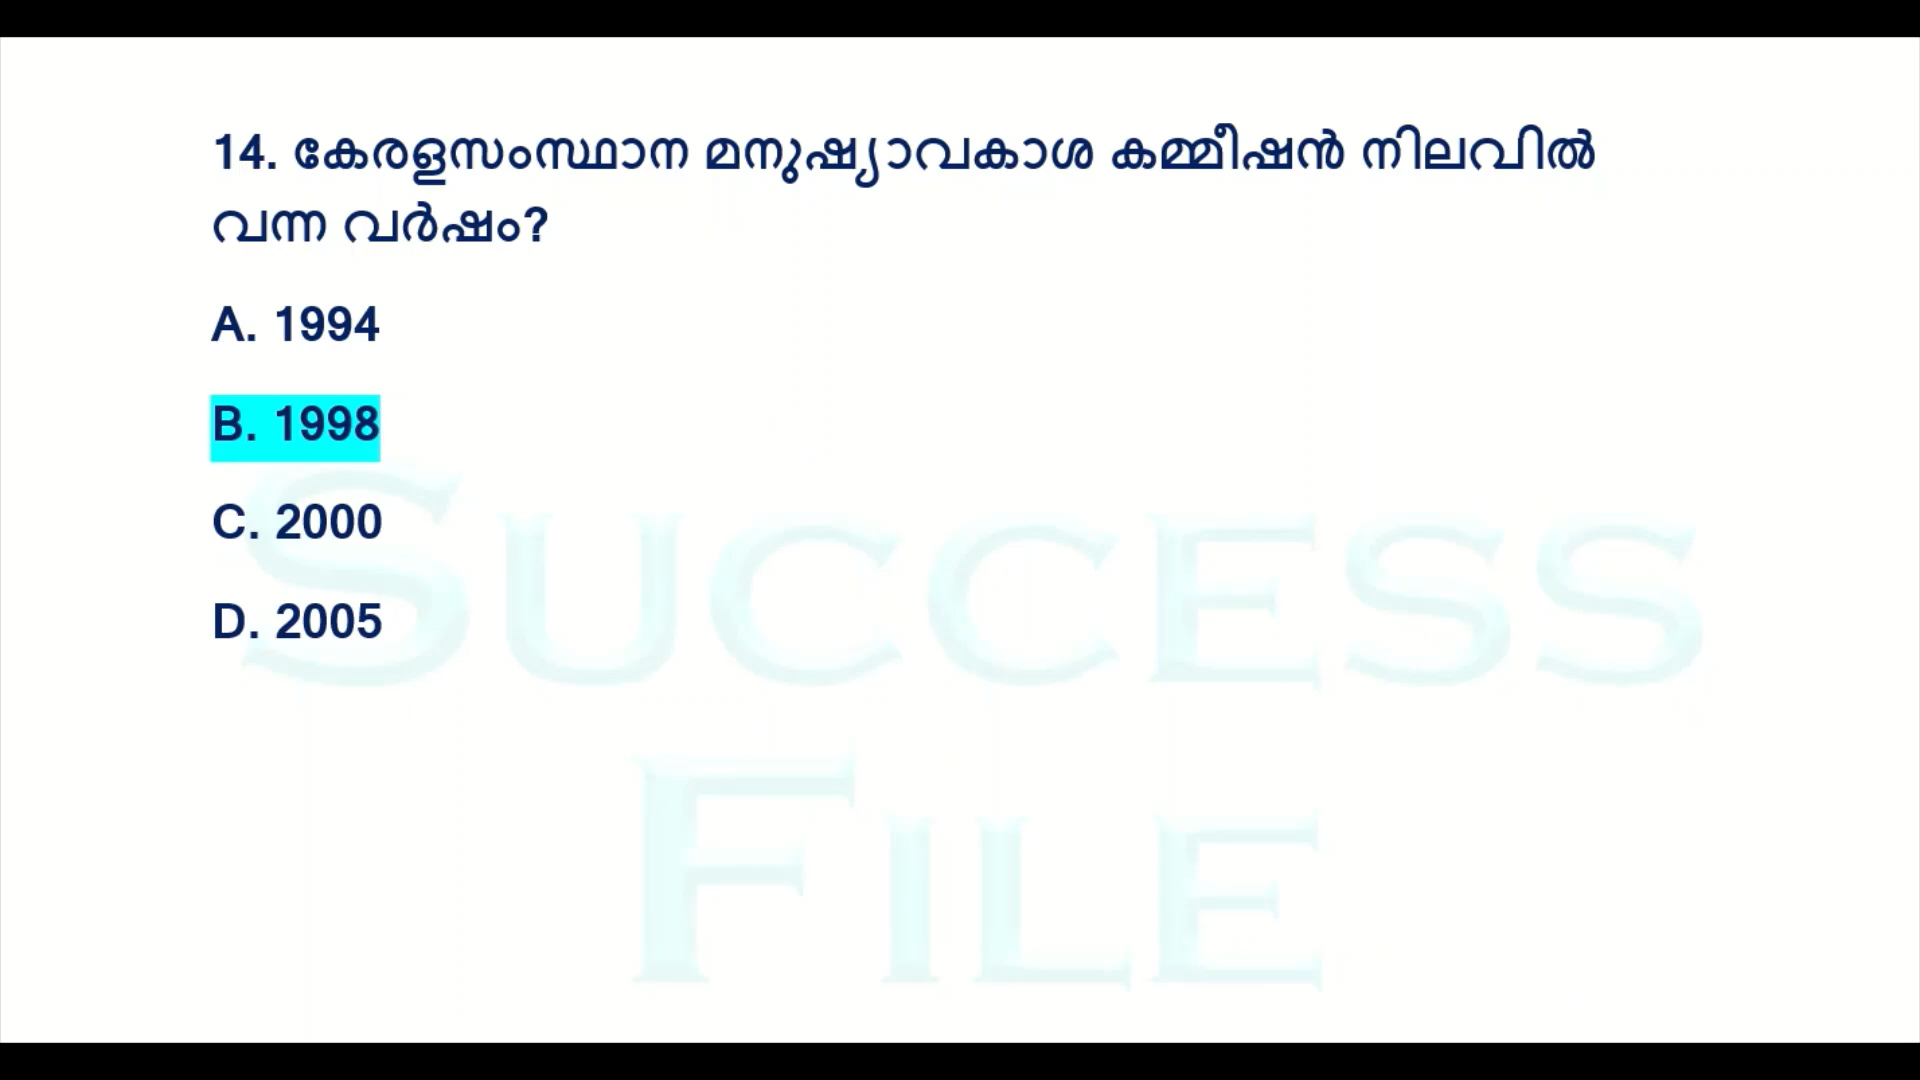 14. കേരളസംസ്ഥാന മനുഷ്യാവകാശ കമ്മീഷൻ നിലവിൽ
വന്ന വർഷം?
A. 1994
B. 1998
C. 2000
D. 2005
SUCCESS
FILE